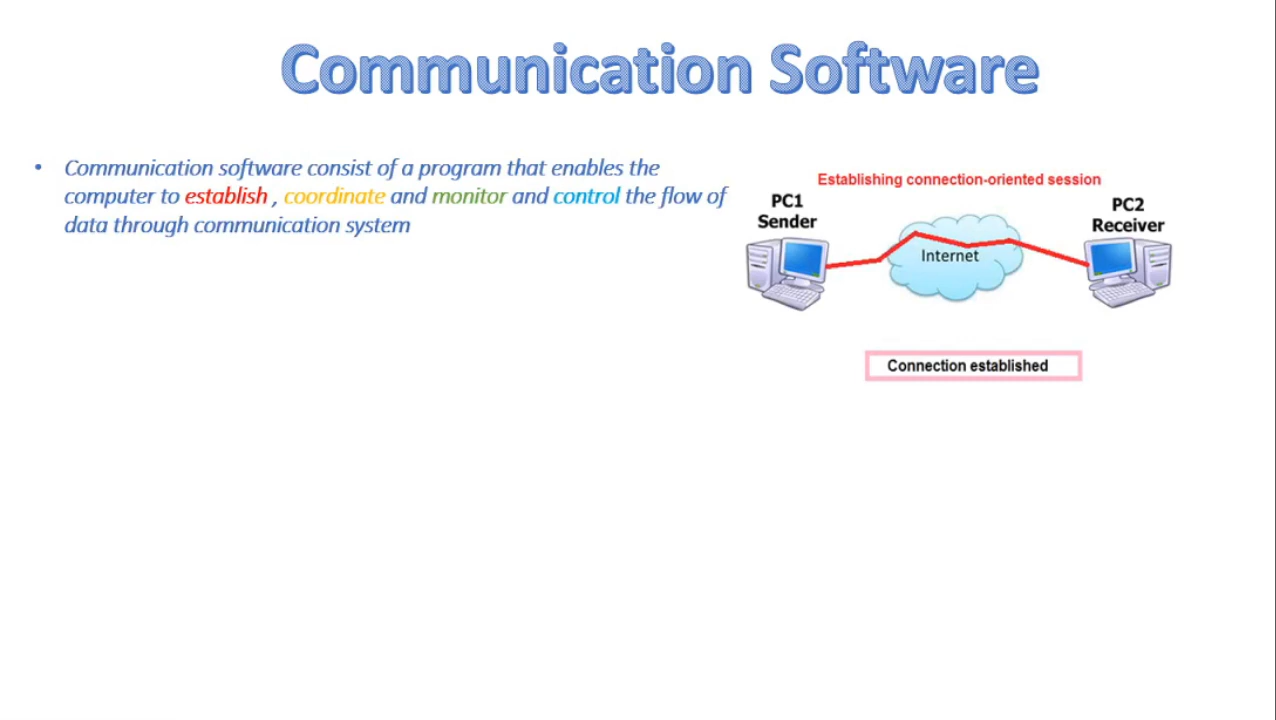 Communication Software
• Communication software consist of a program that enables the
computer to establish , coordinate and monitor and control the flow of
data through communication system
Establishing connection-oriented session
PC1
Sender
PC2
Receiver
Internet
Connection established